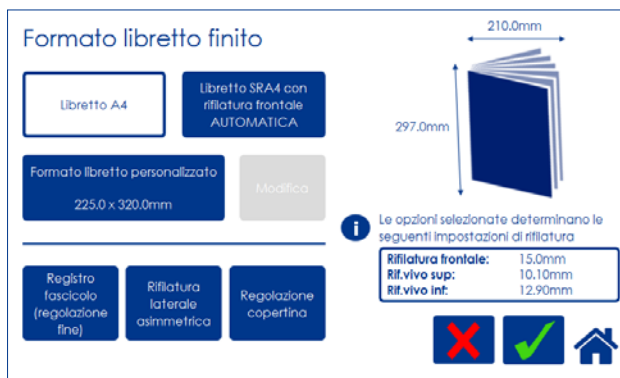 Formato libretto finito
Libretto A4
Libretto SRA4 con
rifilatura frontale
AUTOMATICA
Formato libretto personalizzato
225.0 x 320.0mm
Modifica
Registro
fascicolo
(regolazione
fine)
Rifilatura
laterale
asimmetrica
Regolazione
copertina
210.0mm
297.0mm
i
Le opzioni selezionate determinano le
seguenti impostazioni di rifilatura
Rifilatura frontale: 15.0mm
Rif.vivo sup: 10.10mm
Rif.vivo inf: 12.90mm